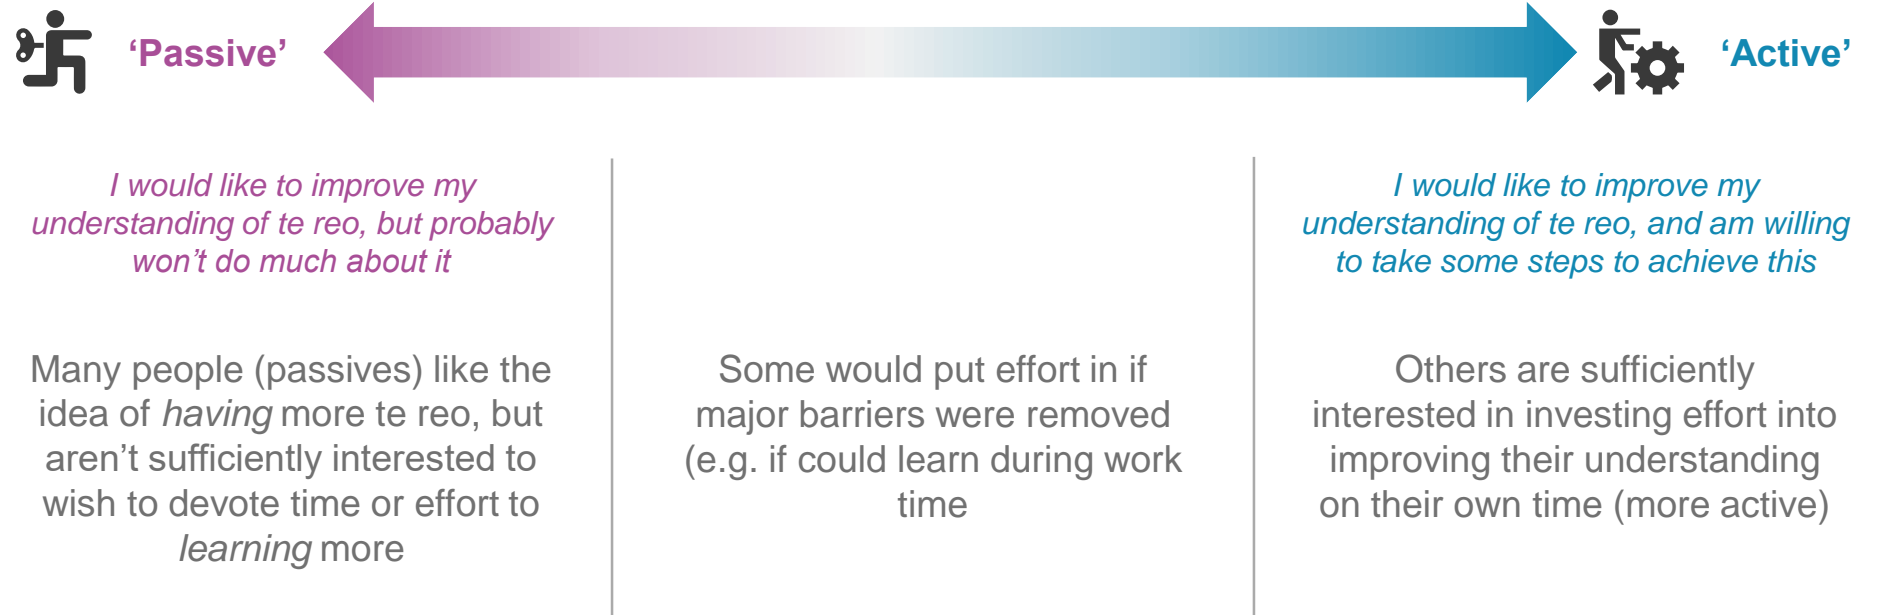 ‘Passive’
‘Active’
I would like to improve my
understanding of te reo, but probably
won’t do much about it
Many people (passives) like the
idea of having more te reo, but
aren’t sufficiently interested to
wish to devote time or effort to
learning more
Some would put effort in if
major barriers were removed
(e.g. if could learn during work
time
I would like to improve my
understanding of te reo, and am willing
to take some steps to achieve this
Others are sufficiently
interested in investing effort into
improving their understanding
on their own time (more active)